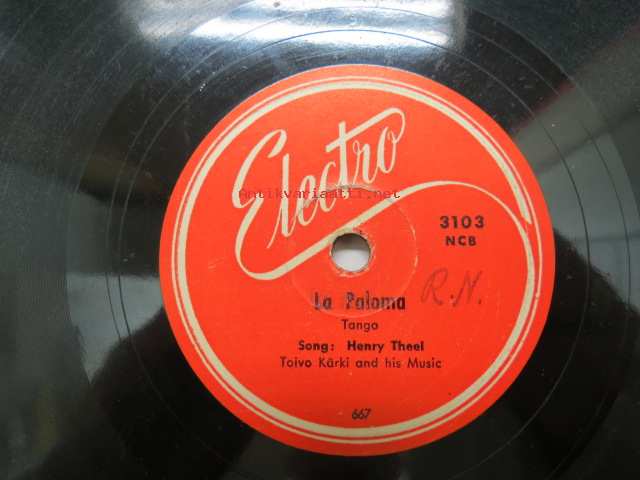 Electro
Antikvariaatti.net
3103
NCB
R.N.
La Paloma
Tango
Song: Henry Theel
Toivo Kärki and his Music
667